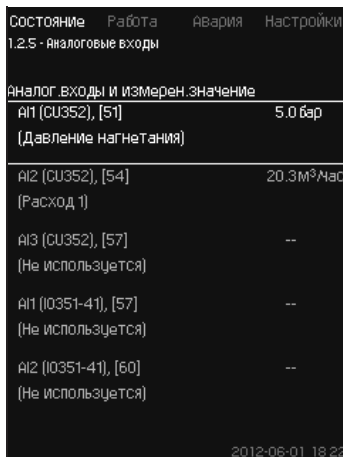 Состояние Работа Авария Настройки
1.2.5 - Аналоговые входы
Аналог.входы и измерен.значение
AI1 (CU352), [51] 5.0 бар
(Давление нагнетания)
AI2 (CU352), [54] 20.3м³/час
(Расход 1)
AI3 (CU352), [57] --
(Не используется)
AI1 (IO351-41), [57] --
(Не используется)
AI2 (IO351-41), [60] --
(Не используется)
2012-06-01 18:22